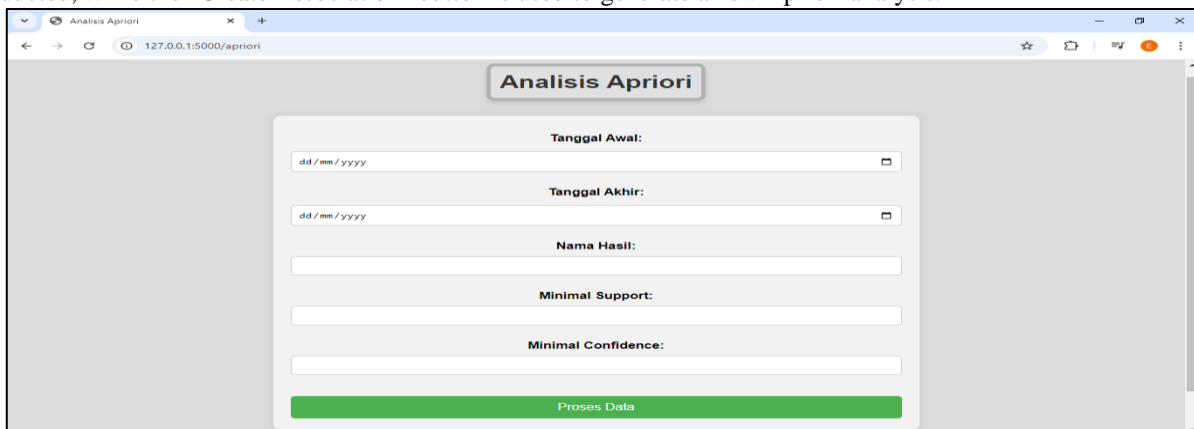 Analisis Apriori
127.0.0.1:5000/apriori
E
Analisis Apriori
Tanggal Awal:
dd/mm/yyyy
Tanggal Akhir:
dd/mm/yyyy
Nama Hasil:
Minimal Support:
Minimal Confidence:
Proses Data